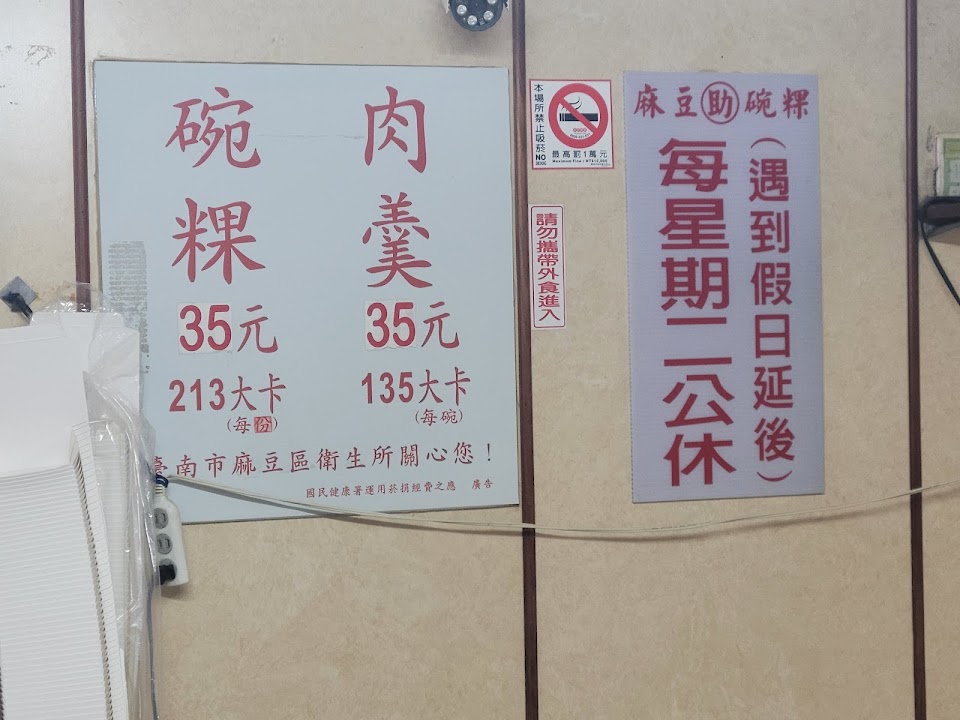 碗粿
35元
213大卡
(每份)
肉羹
35元
135大卡
(每碗)
臺南市麻豆區衛生所關心您！
國民健康署運用菸捐經費之應 廣告
本場所禁止吸菸
NO
最高罰1萬元
請勿攜帶外食進入
麻豆助碗粿
每星期二公休
(遇到假日延後)